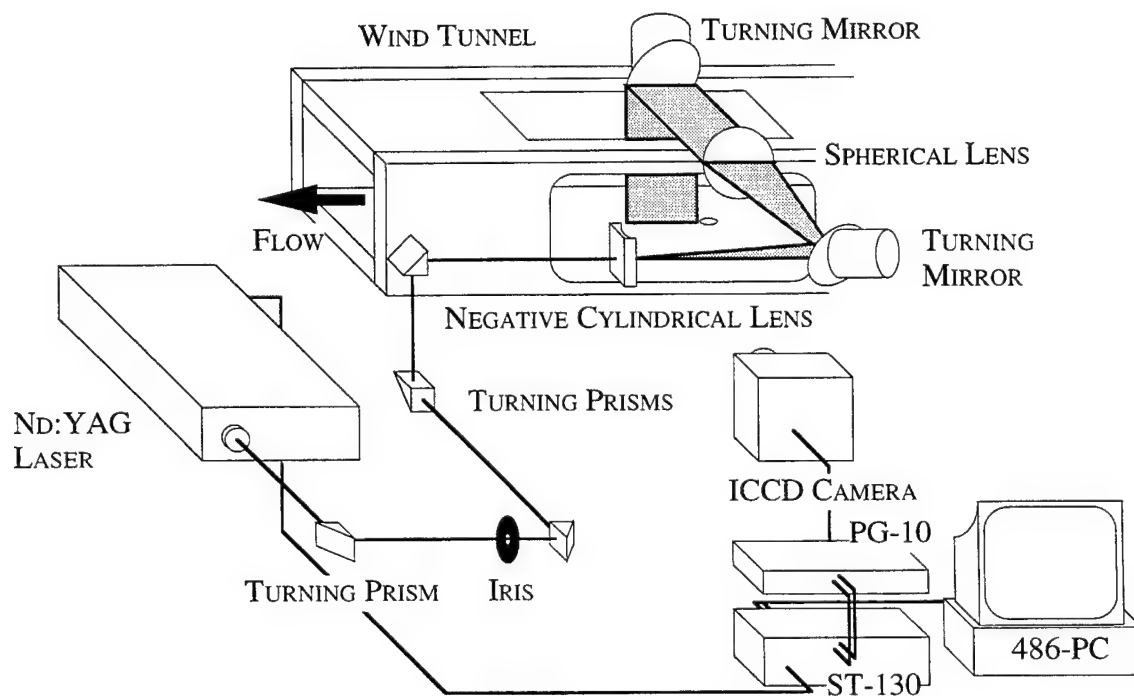 WIND TUNNEL
TURNING MIRROR
SPHERICAL LENS
FLOW
TURNING
MIRROR
NEGATIVE CYLINDRICAL LENS
TURNING PRISMS
ND:YAG
LASER
ICCD CAMERA
PG-10
TURNING PRISM
IRIS
486-PC
ST-130